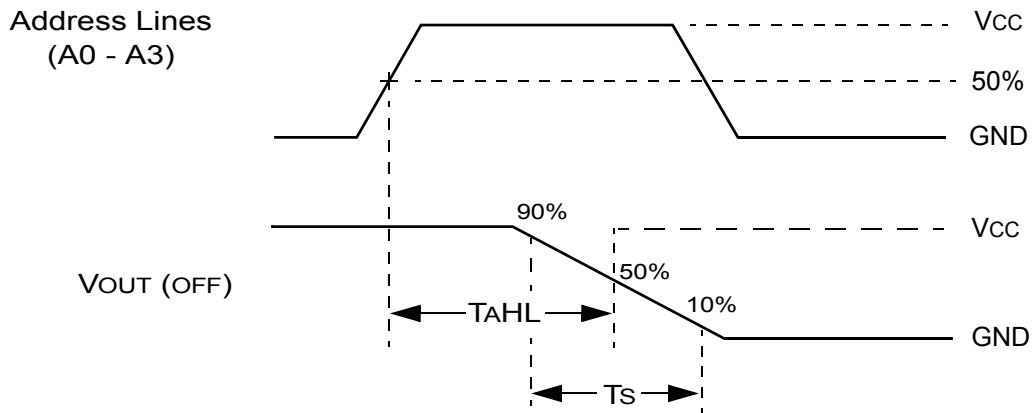 Address Lines
(A0 - A3)
VCC
50%
GND
90%
VCC
VOUT (OFF)
50%
10%
TAHL
GND
TS